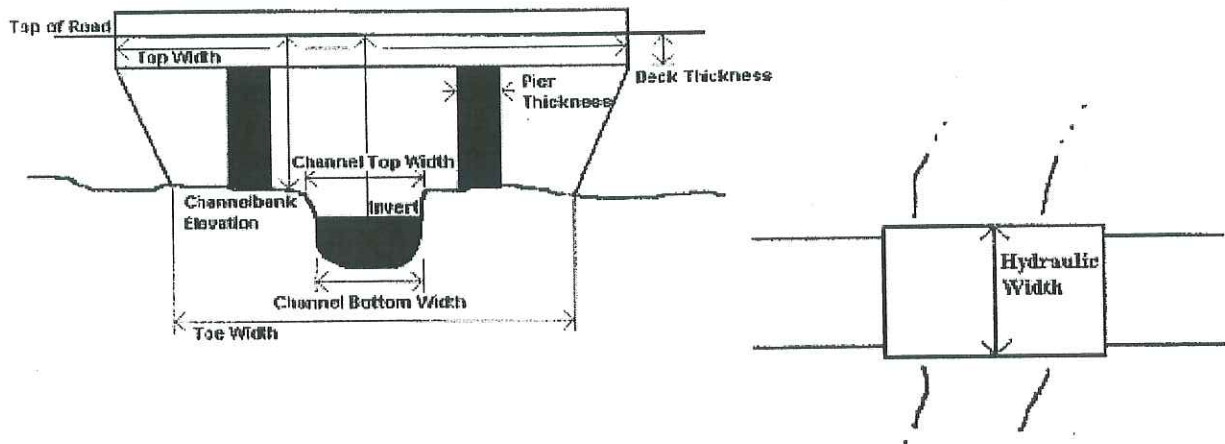 Top of Road
Top Width
Deck Thickness
Pier
Thickness
Channel Top Width
Channelbank
Elevation
Invert
Channel Bottom Width
Toe Width
Hydraulic
Width